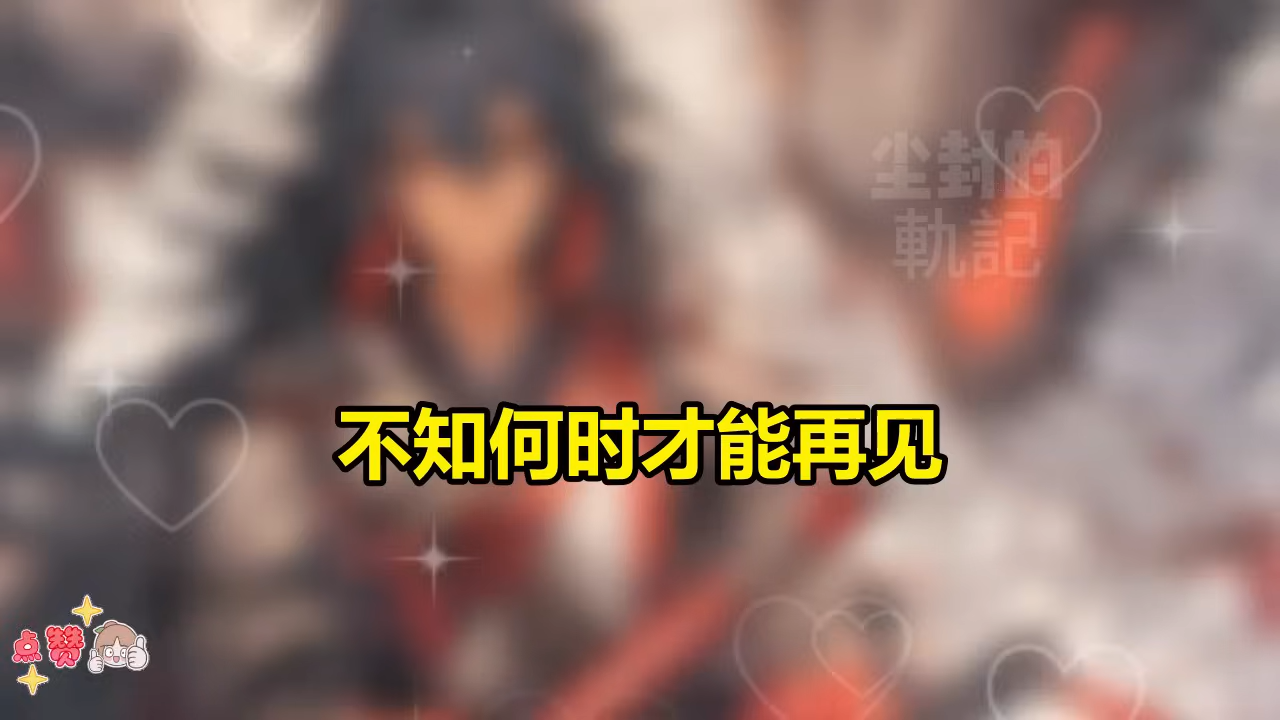 尘封的
軌記
不知何时才能再见
点赞